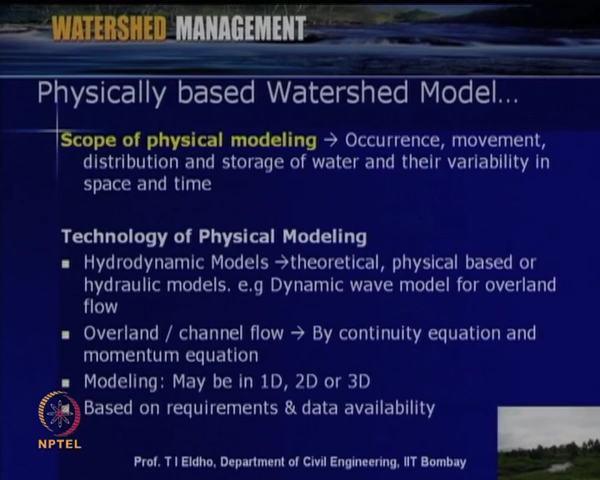 WATERSHED MANAGEMENT
Physically based Watershed Model...
Scope of physical modeling → Occurrence, movement,
distribution and storage of water and their variability in
space and time
Technology of Physical Modeling
▪ Hydrodynamic Models →theoretical, physical based or
hydraulic models. e.g Dynamic wave model for overland
flow
▪ Overland / channel flow → By continuity equation and
momentum equation
▪ Modeling: May be in 1D, 2D or 3D
▪ Based on requirements & data availability
NPTEL
Prof. T I Eldho, Department of Civil Engineering, IIT Bombay